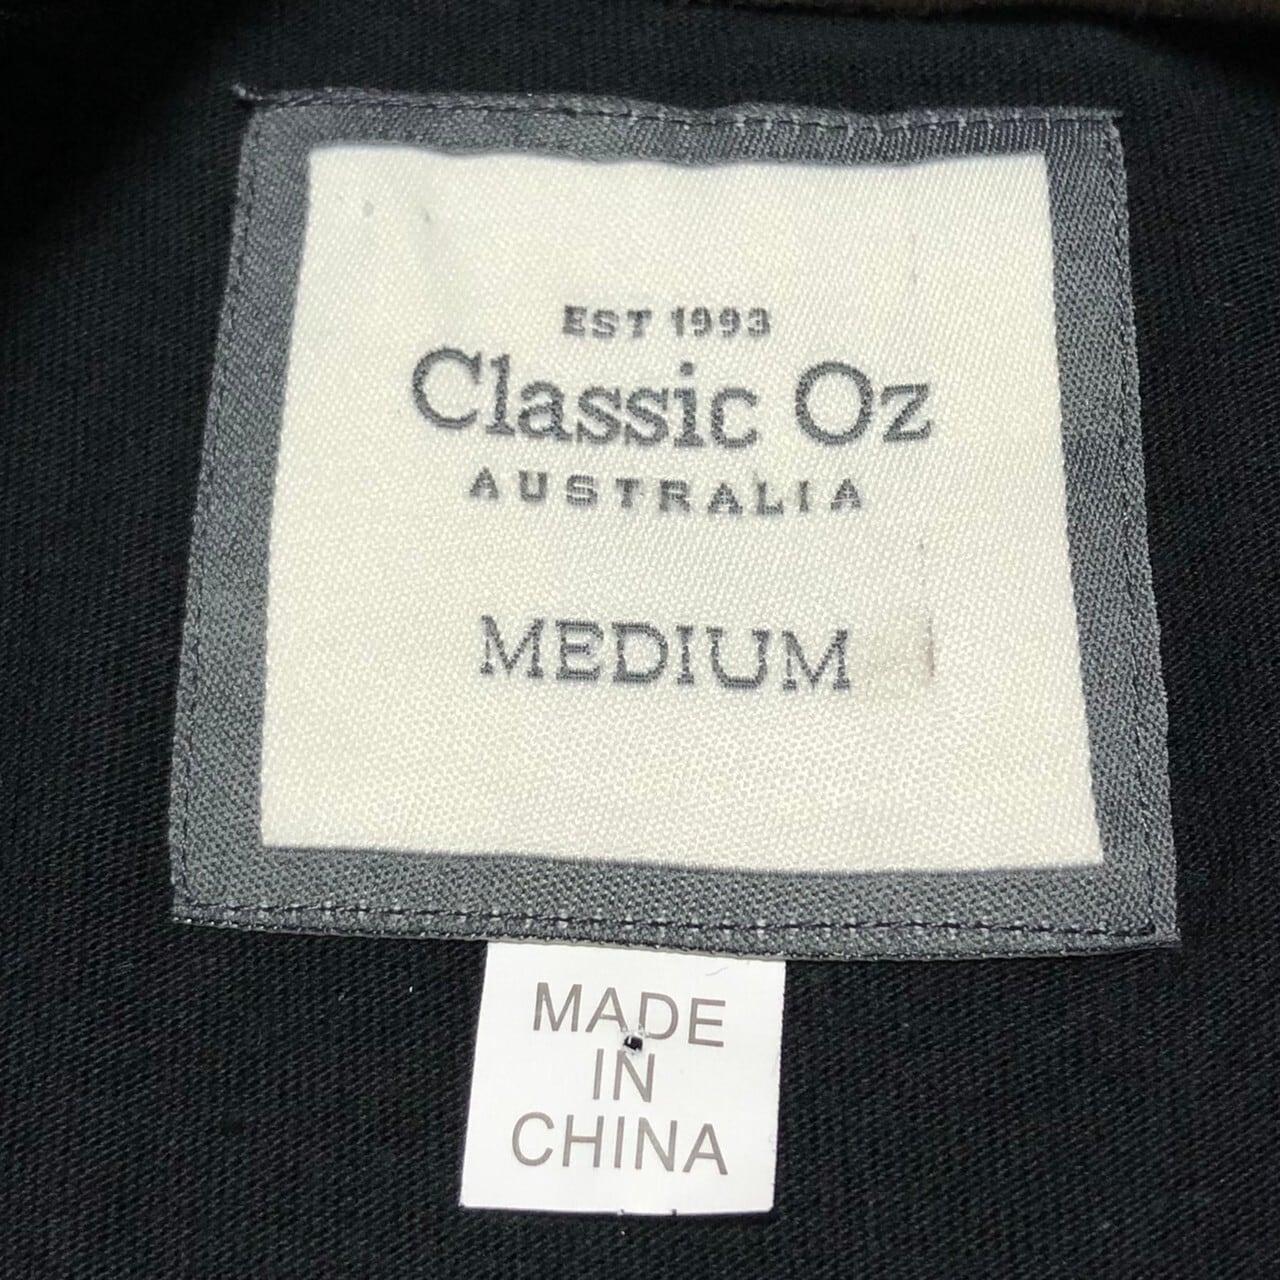 EST 1993
Classic Oz
AUSTRALIA
MEDIUM
MADE
IN
CHINA